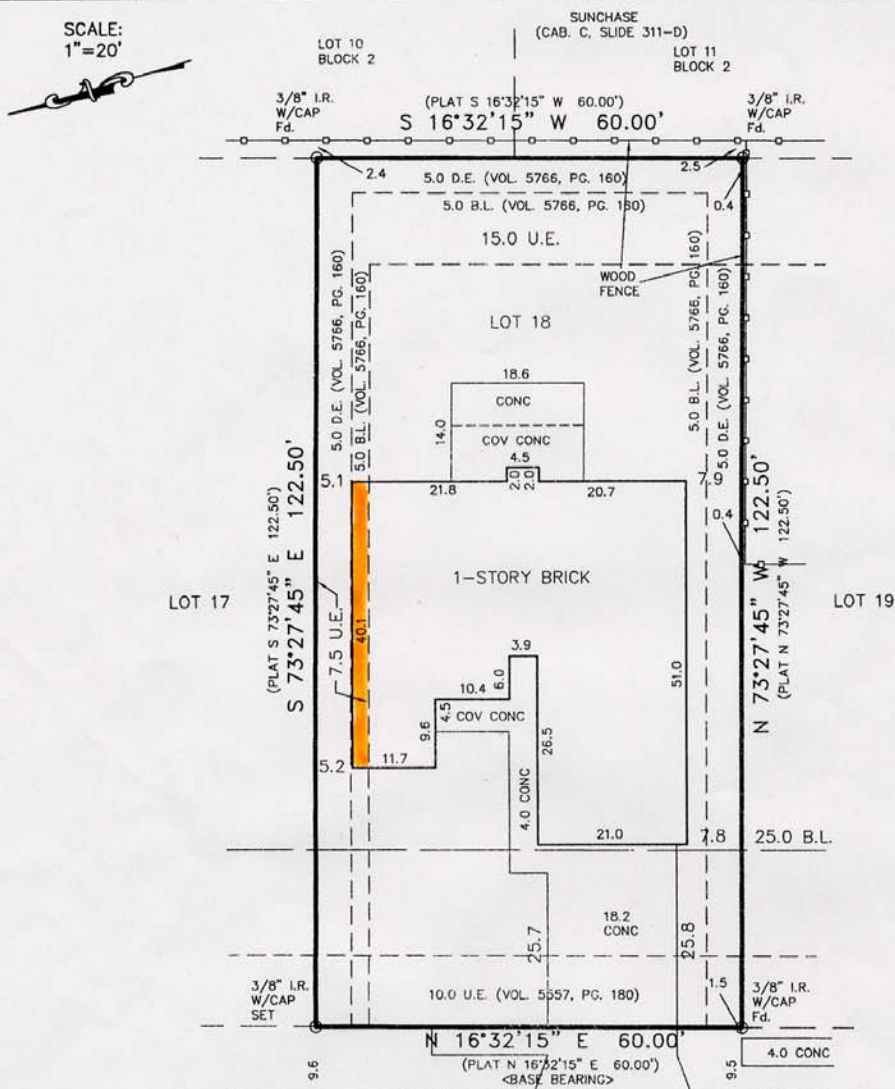 SCALE:
1"=20'
N
SUNCHASE
(CAB. C, SLIDE 311-D)
LOT 10
BLOCK 2
LOT 11
BLOCK 2
3/8" I.R.
W/CAP
Fd.
(PLAT S 16°32'15" W 60.00')
S 16°32'15" W 60.00'
3/8" I.R.
W/CAP
Fd.
2.4
2.5
5.0 D.E. (VOL. 5766, PG. 160)
0.4
5.0 B.L. (VOL. 5766, PG. 160)
15.0 U.E.
WOOD
FENCE
5.0 D.E. (VOL. 5766, PG. 160)
5.0 B.L. (VOL. 5766, PG. 160)
5.0 B.L. (VOL. 5766, PG. 160)
5.0 D.E. (VOL. 5766, PG. 160)
LOT 18
18.6
CONC
14.0
COV CONC
4.5
2.0
2.0
5.1
21.8
20.7
7.9
0.4
(PLAT S 73°27'45" E 122.50')
S 73°27'45" E 122.50'
N 73°27'45" W 122.50'
(PLAT N 73°27'45" W 122.50')
LOT 17
1-STORY BRICK
LOT 19
7.5 U.E.
40.1
3.9
6.0
51.0
10.4
4.5
COV CONC
9.6
26.5
5.2
11.7
4.0 CONC
21.0
7.8
25.0 B.L.
18.2
CONC
25.7
25.8
3/8" I.R.
W/CAP
SET
10.0 U.E. (VOL. 5557, PG. 180)
1.5
3/8" I.R.
W/CAP
Fd.
N 16°32'15" E 60.00'
(PLAT N 16°32'15" E 60.00')
<BASE BEARING>
9.6
9.5
4.0 CONC